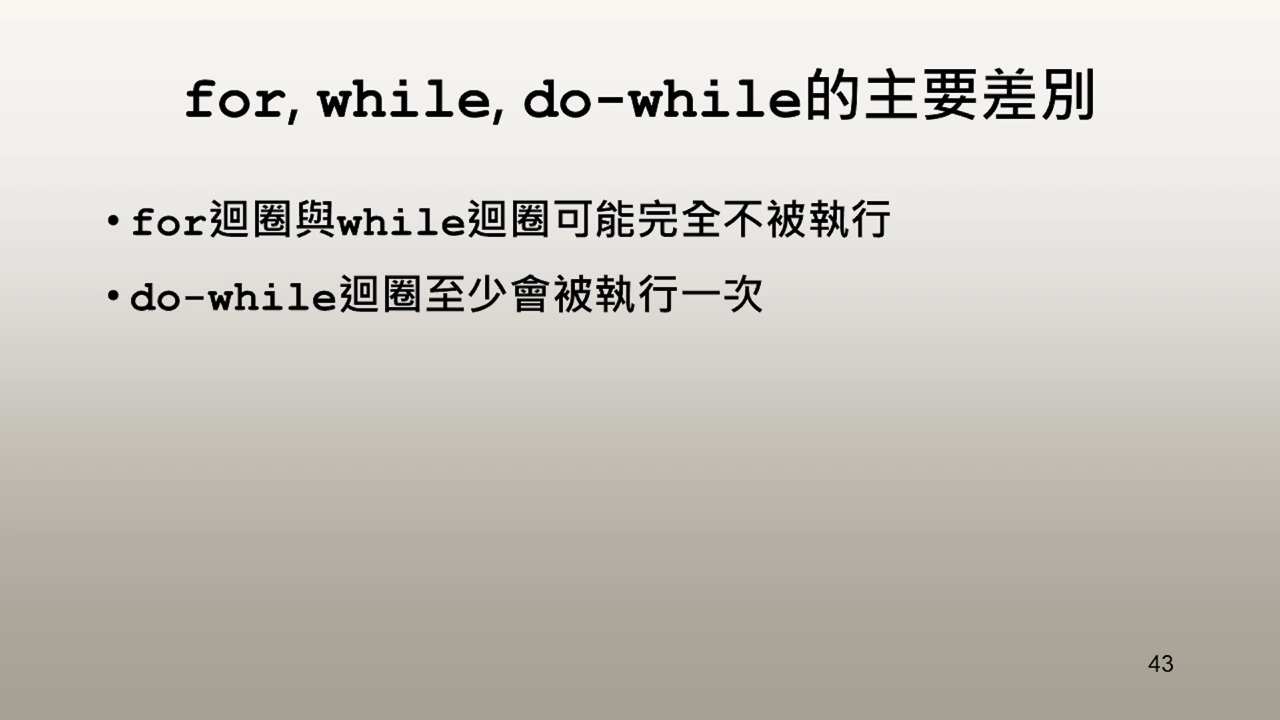 for, while, do-while的主要差別
• for迴圈與while迴圈可能完全不被執行
• do-while迴圈至少會被執行一次
43